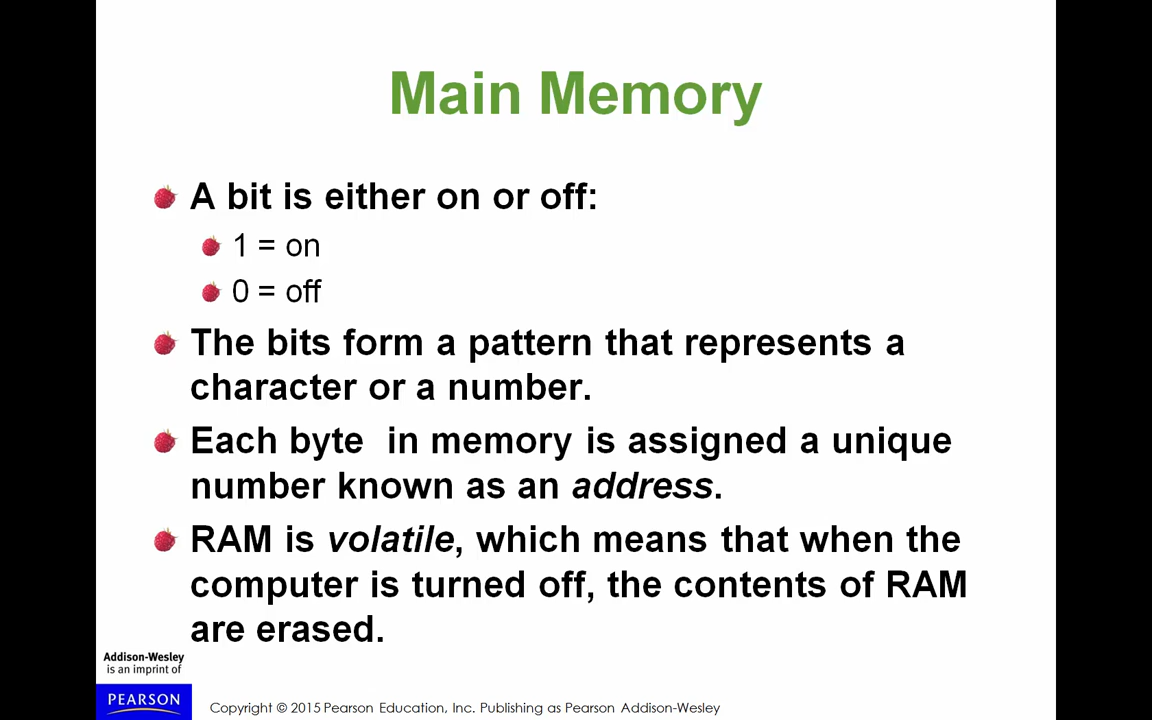 Main Memory
A bit is either on or off:
1 = on
0 = off
The bits form a pattern that represents a
character or a number.
Each byte  in memory is assigned a unique
number known as an address.
RAM is volatile, which means that when the
computer is turned off, the contents of RAM
are erased.
Addison-Wesley
is an imprint of
PEARSON
Copyright © 2015 Pearson Education, Inc. Publishing as Pearson Addison-Wesley